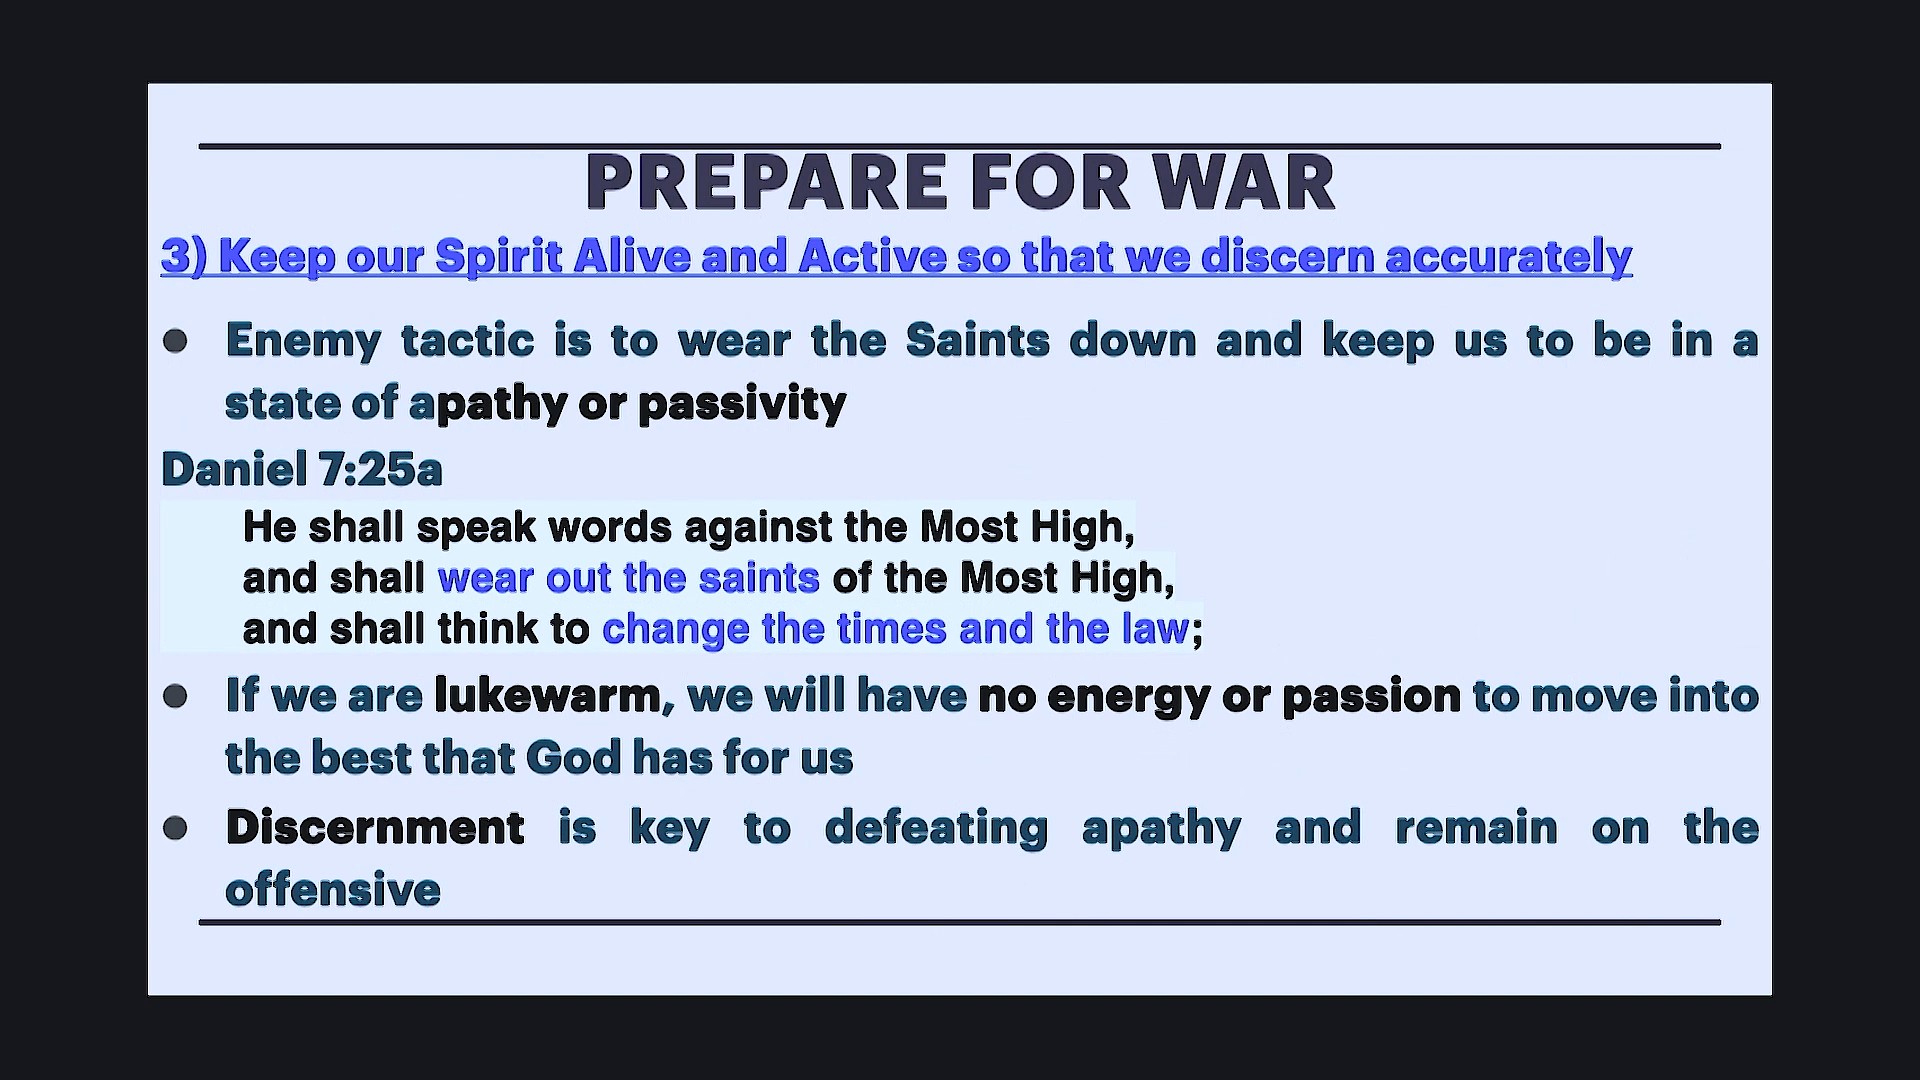 PREPARE FOR WAR
3) Keep our Spirit Alive and Active so that we discern accurately
● Enemy tactic is to wear the Saints down and keep us to be in a
state of apathy or passivity
Daniel 7:25a
He shall speak words against the Most High,
and shall wear out the saints of the Most High,
and shall think to change the times and the law;
● If we are lukewarm, we will have no energy or passion to move into
the best that God has for us
● Discernment is key to defeating apathy and remain on the
offensive